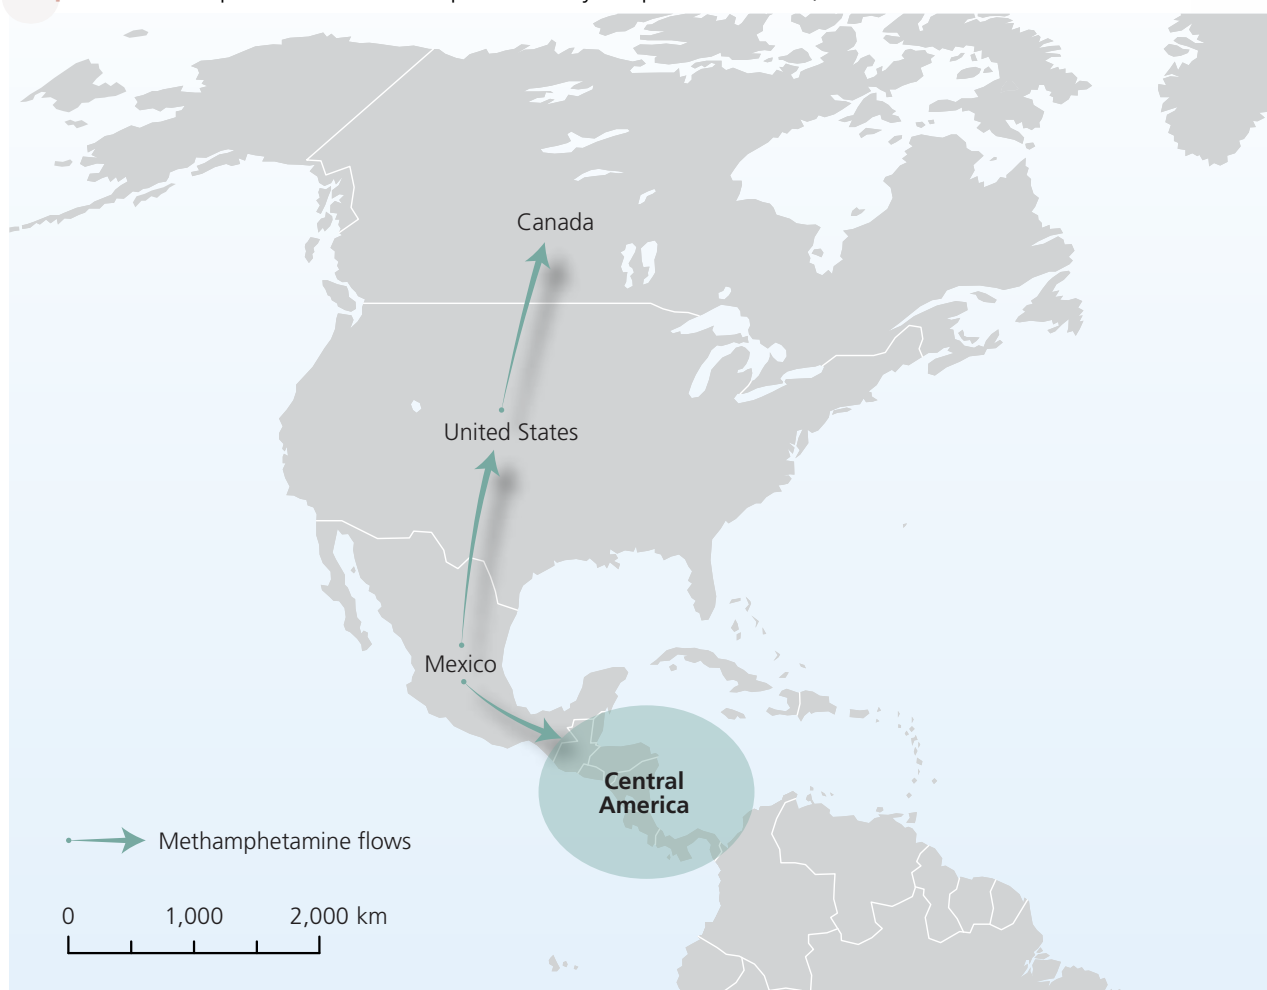 Canada
United States
Mexico
Central
America
Methamphetamine flows
0 1,000 2,000 km